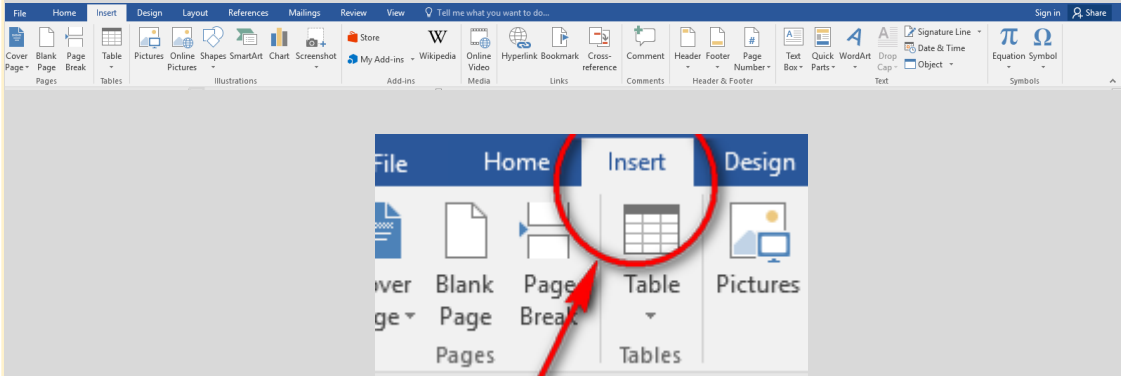 File Home Insert Design Layout References Mailings Review View Tell me what you want to do... Sign in Share
Store Signature Line
Date & Time
My Add-ins Object
Cover Blank Page Table Pictures Online Shapes SmartArt Chart Screenshot Wikipedia Online Hyperlink Bookmark Cross- Comment Header Footer Page Text Quick WordArt Drop Equation Symbol
Page Page Break Pictures Video reference Number Box Parts Cap
Pages Tables Illustrations Add-ins Media Links Comments Header & Footer Text Symbols
File Home Insert Design
Blank Page Table Pictures
Page Break
Pages Tables